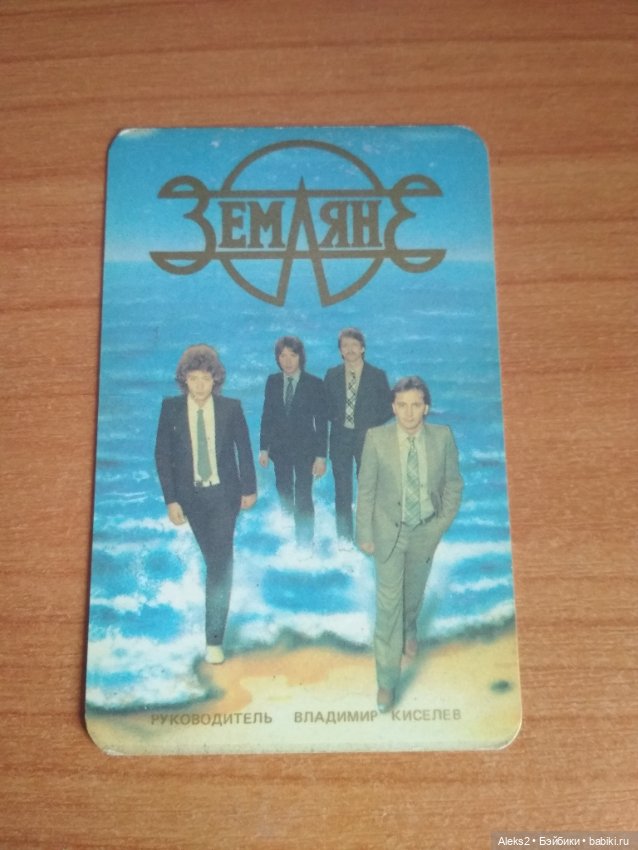 ЗЕМЛЯНЕ
РУКОВОДИТЕЛЬ ВЛАДИМИР КИСЕЛЕВ
Aleks2 • Бэйбики • babiki.ru